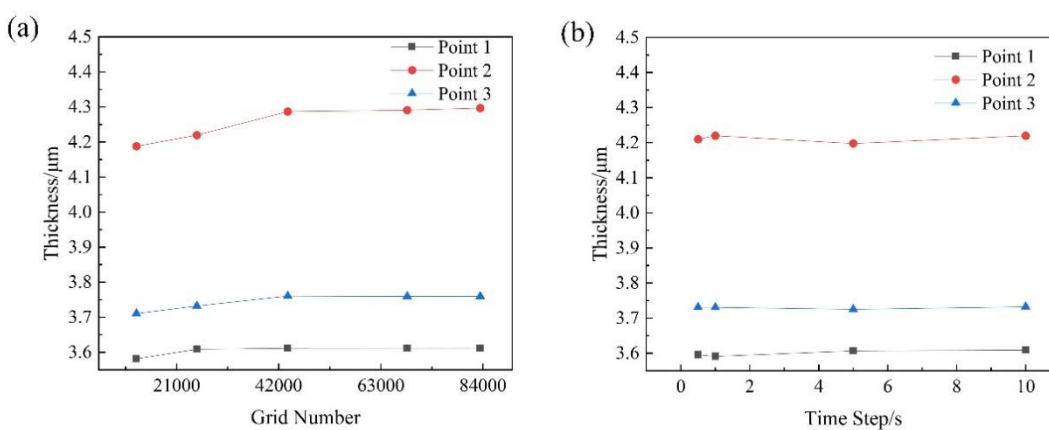 (a)
4.5
4.4
4.3
4.2
4.1
4.0
3.9
3.8
3.7
3.6
Thickness/μm
Point 1
Point 2
Point 3
21000 42000 63000 84000
Grid Number
(b)
4.5
4.4
4.3
4.2
4.1
4.0
3.9
3.8
3.7
3.6
Thickness/μm
Point 1
Point 2
Point 3
0 2 4 6 8 10
Time Step/s